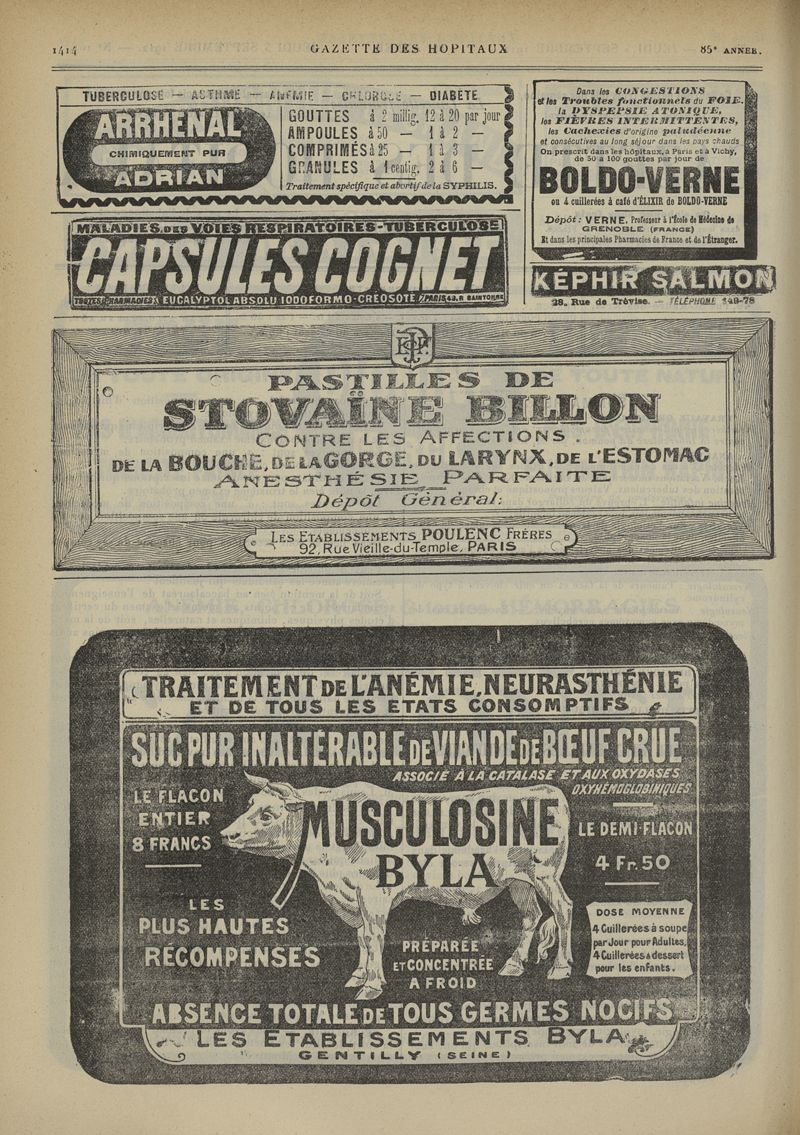 1414 GAZETTE DES HOPITAUX 85e ANNEE.
TUBERCULOSE — ASTHME — ANÉMIE — CHLOROSE — DIABETE
ARRHÉNAL
CHIMIQUEMENT PUR
ADRIAN
GOUTTES à 2 millig. 12 à 20 par jour
AMPOULES à 50 — 1 à 2 —
COMPRIMÉS à 25 — 1 à 3 —
GRANULES à 1 centig. 2 à 6 —
Traitement spécifique et abortif de la SYPHILIS.
MALADIES DES VOIES RESPIRATOIRES-TUBERCULOSE
CAPSULES COGNET
TOUTES PHARMACIES EUCALYPTOL ABSOLU IODOFORMO-CREOSOTE PARIS, 43, R. SAINTONGE
Dans les CONGESTIONS
et les Troubles fonctionnels du FOIE,
la DYSPEPSIE ATONIQUE,
les FIÈVRES INTERMITTENTES,
les Cachexies d'origine paludéenne
et consécutives au long séjour dans les pays chauds
On prescrit dans les hôpitaux, à Paris et à Vichy,
de 50 à 100 gouttes par jour de
BOLDO-VERNE
ou 4 cuillerées à café d'ÉLIXIR de BOLDO-VERNE
Dépôt : VERNE, Professeur à l'École de Médecine de
GRENOBLE (FRANCE)
Et dans les principales Pharmacies de France et de l'Étranger.
KÉPHIR SALMON
28, Rue de Trévise. — TÉLÉPHONE 149-78
PASTILLES DE
STOVAÏNE BILLON
CONTRE LES AFFECTIONS
DE LA BOUCHE, DE LA GORGE, DU LARYNX, DE L'ESTOMAC
ANESTHÉSIE PARFAITE
Dépôt Général:
LES ETABLISSEMENTS POULENC FRÈRES
92, Rue Vieille-du-Temple, PARIS
TRAITEMENT DE L'ANÉMIE, NEURASTHÉNIE
ET DE TOUS LES ETATS CONSOMPTIFS
SUC PUR INALTÉRABLE DE VIANDE DE BŒUF CRUE
ASSOCIÉ A LA CATALASE ET AUX OXYDASES
OXYHÉMOGLOBINIQUES
LE FLACON
ENTIER
8 FRANCS
MUSCULOSINE
BYLA
LE DEMI-FLACON
4 Fr. 50
LES
PLUS HAUTES
RÉCOMPENSES
PRÉPARÉE
ET CONCENTRÉE
A FROID
DOSE MOYENNE
4 Cuillerées à soupe
par Jour pour Adultes,
4 Cuillerées à dessert
pour les enfants.
ABSENCE TOTALE DE TOUS GERMES NOCIFS
LES ETABLISSEMENTS BYLA
GENTILLY (SEINE)